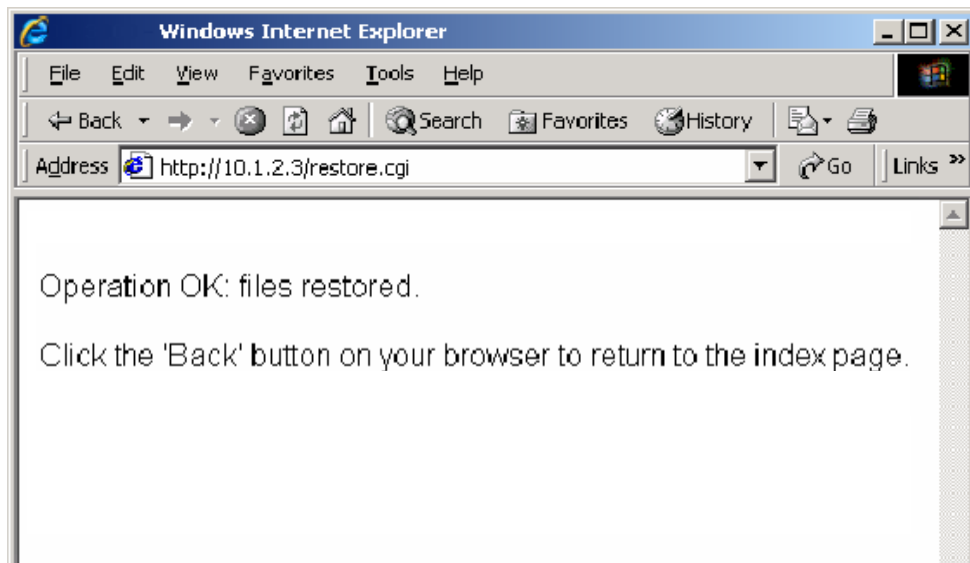 Windows Internet Explorer
File Edit View Favorites Tools Help
Back Search Favorites History
Address http://10.1.2.3/restore.cgi Go Links »
Operation OK: files restored.
Click the 'Back' button on your browser to return to the index page.